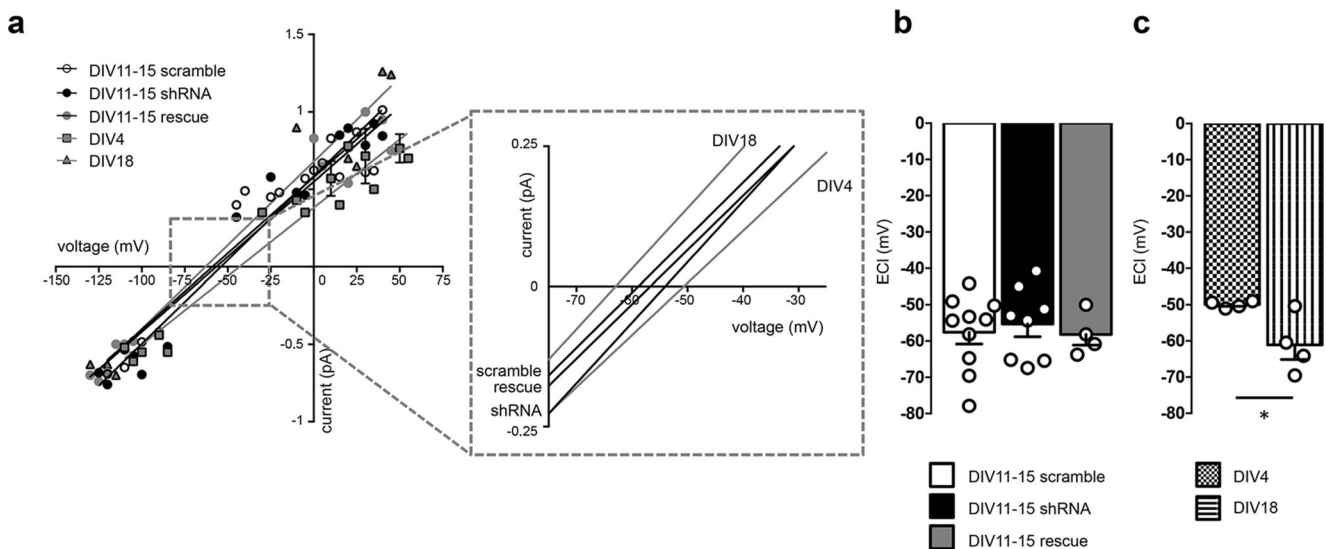 a
DIV11-15 scramble
DIV11-15 shRNA
DIV11-15 rescue
DIV4
DIV18
1.5
1
voltage (mV)
-150 -125 -100 -75 -50 -25 0 25 50 75
-0.5
current (pA)
-1
DIV18
0.25
DIV4
current (pA)
0
-60 -50 -40 -30
voltage (mV)
scramble
rescue
shRNA
-0.25
b
0
-10
-20
-30
-40
-50
-60
-70
-80
ECl (mV)
DIV11-15 scramble
DIV11-15 shRNA
DIV11-15 rescue
c
0
-10
-20
-30
-40
-50
-60
-70
-80
ECl (mV)
*
DIV4
DIV18